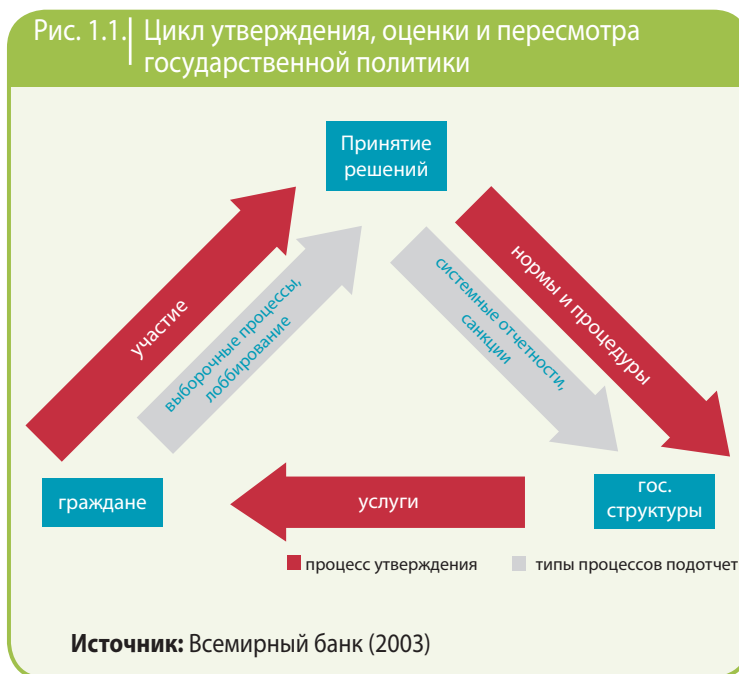 Рис. 1.1. Цикл утверждения, оценки и пересмотра
государственной политики
Принятие
решений
участие
выборочные процессы,
лоббирование
системные отчетности,
санкции
нормы и процедуры
граждане
услуги
гос.
структуры
процесс утверждения
типы процессов подотчет
Источник: Всемирный банк (2003)